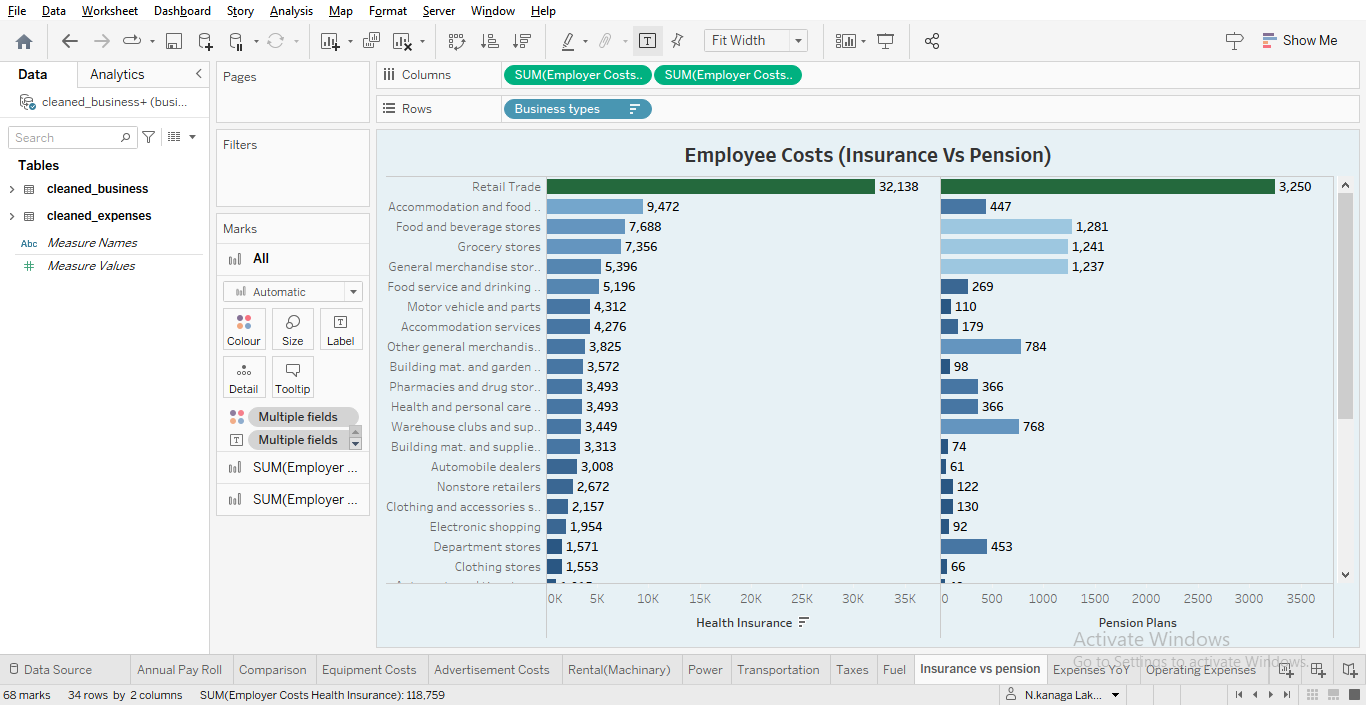 File Data Worksheet Dashboard Story Analysis Map Format Server Window Help
Fit Width
Show Me
Data Analytics
cleaned_business+ (busi...
Search
Tables
cleaned_business
cleaned_expenses
Abc Measure Names
# Measure Values
Pages
Filters
Marks
All
Automatic
Colour Size Label
Detail Tooltip
Multiple fields
Multiple fields
SUM(Employer ...
SUM(Employer ...
Columns SUM(Employer Costs.. SUM(Employer Costs..
Rows Business types
Employee Costs (Insurance Vs Pension)
Retail Trade 32,138 3,250
Accommodation and food .. 9,472 447
Food and beverage stores 7,688 1,281
Grocery stores 7,356 1,241
General merchandise stor.. 5,396 1,237
Food service and drinking .. 5,196 269
Motor vehicle and parts 4,312 110
Accommodation services 4,276 179
Other general merchandis.. 3,825 784
Building mat. and garden .. 3,572 98
Pharmacies and drug stor.. 3,493 366
Health and personal care .. 3,493 366
Warehouse clubs and sup.. 3,449 768
Building mat. and supplie.. 3,313 74
Automobile dealers 3,008 61
Nonstore retailers 2,672 122
Clothing and accessories s.. 2,157 130
Electronic shopping 1,954 92
Department stores 1,571 453
Clothing stores 1,553 66
0K 5K 10K 15K 20K 25K 30K 35K 0 500 1000 1500 2000 2500 3000 3500
Health Insurance Pension Plans
Activate Windows
Go to Settings to activate Windows.
Data Source Annual Pay Roll Comparison Equipment Costs Advertisement Costs Rental(Machinary) Power Transportation Taxes Fuel Insurance vs pension Expenses YoY Operating Expenses
68 marks 34 rows by 2 columns SUM(Employer Costs Health Insurance): 118,759 N.kanaga Lak...